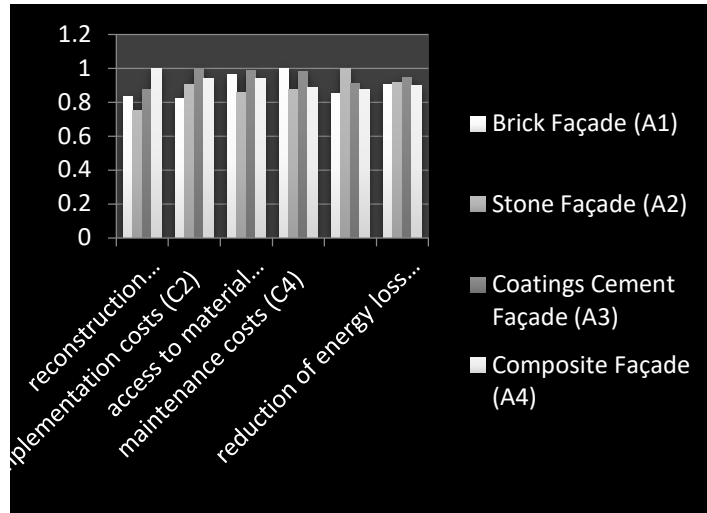 1.2
1
0.8
0.6
0.4
0.2
0
reconstruction...
mplementation costs (C2)
access to material...
maintenance costs (C4)
reduction of energy loss...
Brick Façade (A1)
Stone Façade (A2)
Coatings Cement
Façade (A3)
Composite Façade
(A4)